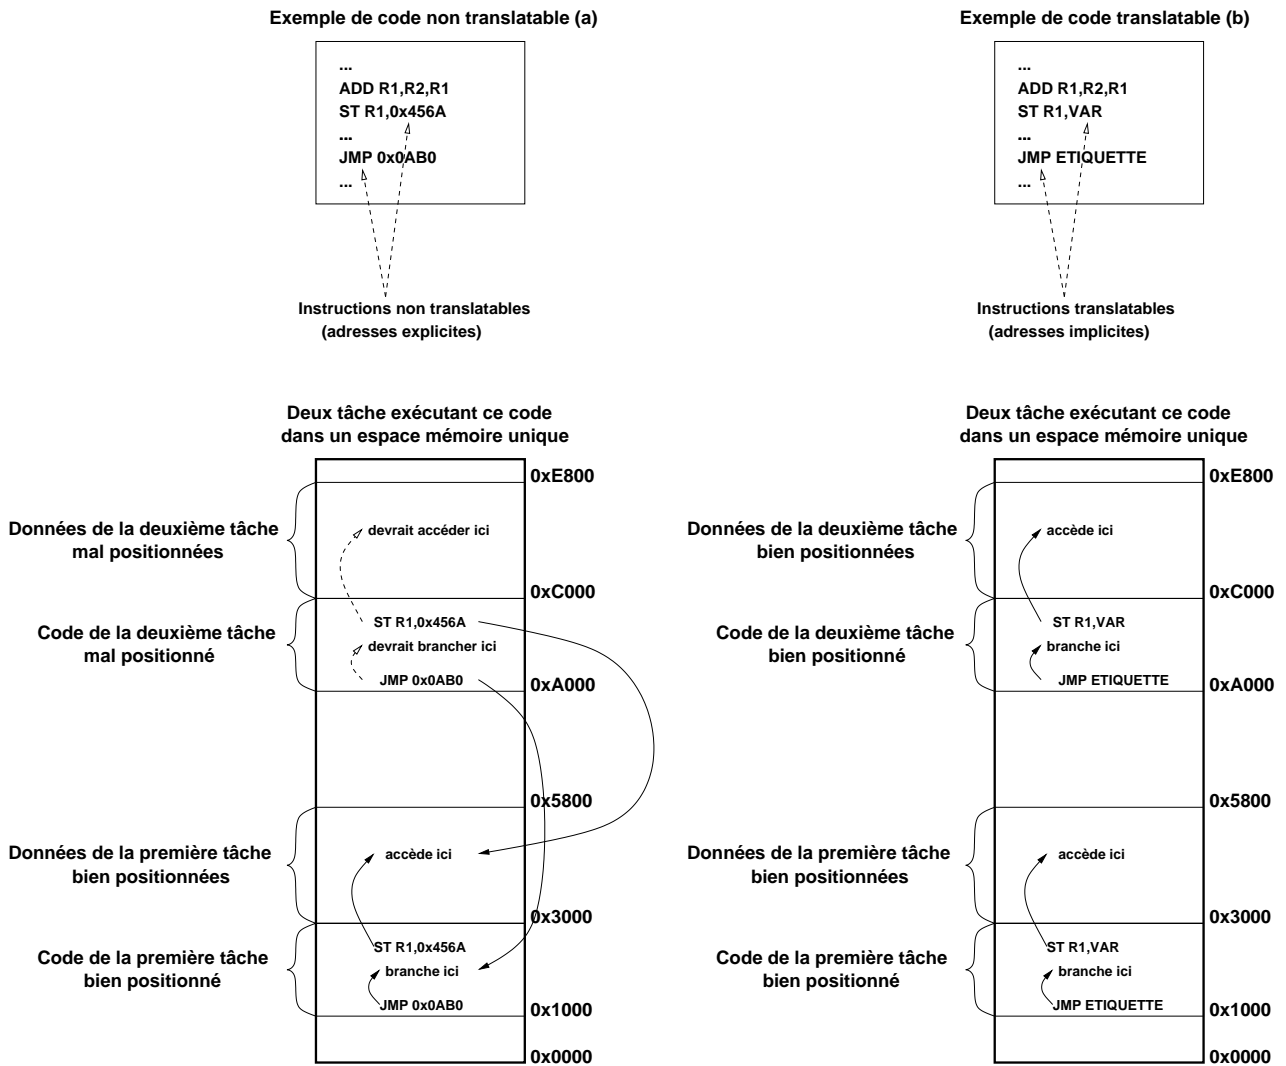 Exemple de code non translatable (a)
...
ADD R1,R2,R1
ST R1,0x456A
...
JMP 0x0AB0
...
Instructions non translatables
(adresses explicites)
Deux tâche exécutant ce code
dans un espace mémoire unique
0xE800
Données de la deuxième tâche
mal positionnées
devrait accéder ici
0xC000
Code de la deuxième tâche
mal positionné
ST R1,0x456A
devrait brancher ici
JMP 0x0AB0
0xA000
0x5800
Données de la première tâche
bien positionnées
accède ici
0x3000
Code de la première tâche
bien positionné
ST R1,0x456A
branche ici
JMP 0x0AB0
0x1000
0x0000
Exemple de code translatable (b)
...
ADD R1,R2,R1
ST R1,VAR
...
JMP ETIQUETTE
...
Instructions translatables
(adresses implicites)
Deux tâche exécutant ce code
dans un espace mémoire unique
0xE800
Données de la deuxième tâche
bien positionnées
accède ici
0xC000
Code de la deuxième tâche
bien positionné
ST R1,VAR
branche ici
JMP ETIQUETTE
0xA000
0x5800
Données de la première tâche
bien positionnées
accède ici
0x3000
Code de la première tâche
bien positionné
ST R1,VAR
branche ici
JMP ETIQUETTE
0x1000
0x0000